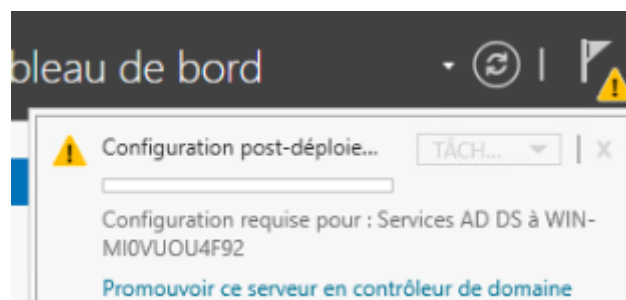 bleau de bord
Configuration post-déploie...
TÂCH...
X
Configuration requise pour : Services AD DS à WIN-
MI0VUOU4F92
Promouvoir ce serveur en contrôleur de domaine